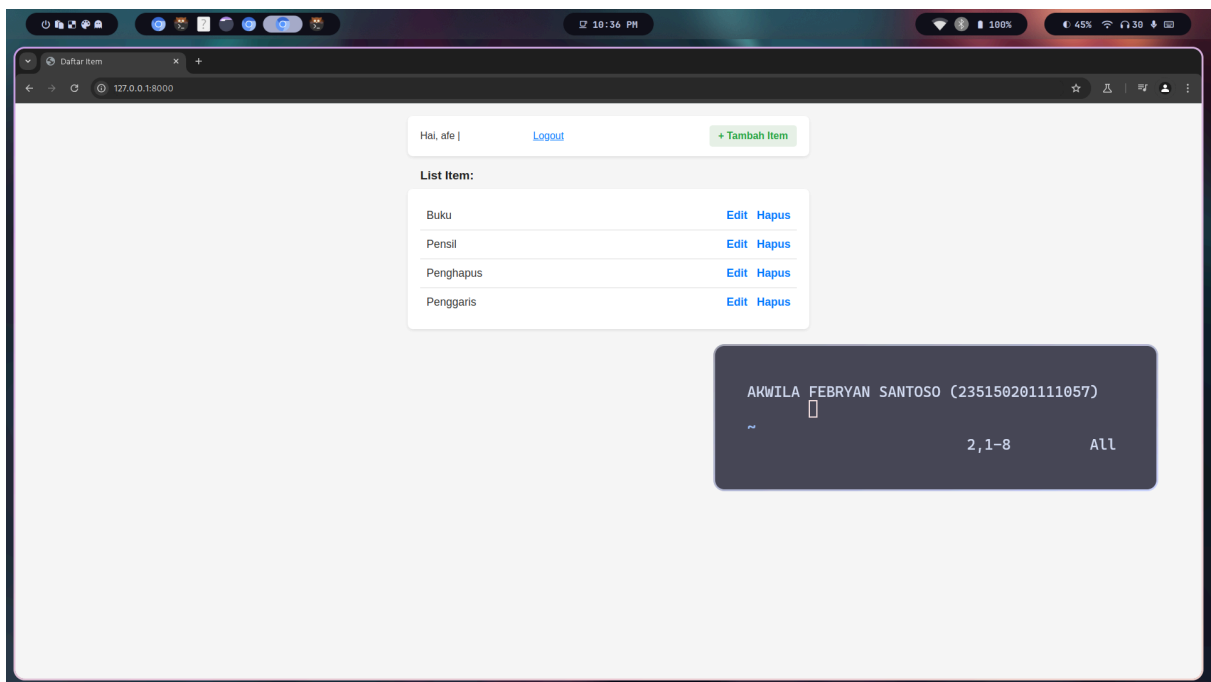 10:36 PM
100%
45%
30
Daftar Item
127.0.0.1:8000
Hai, afe |
Logout
+ Tambah Item
List Item:
Buku Edit Hapus
Pensil Edit Hapus
Penghapus Edit Hapus
Penggaris Edit Hapus
AKWILA FEBRYAN SANTOSO (235150201111057)
~
2,1-8 All